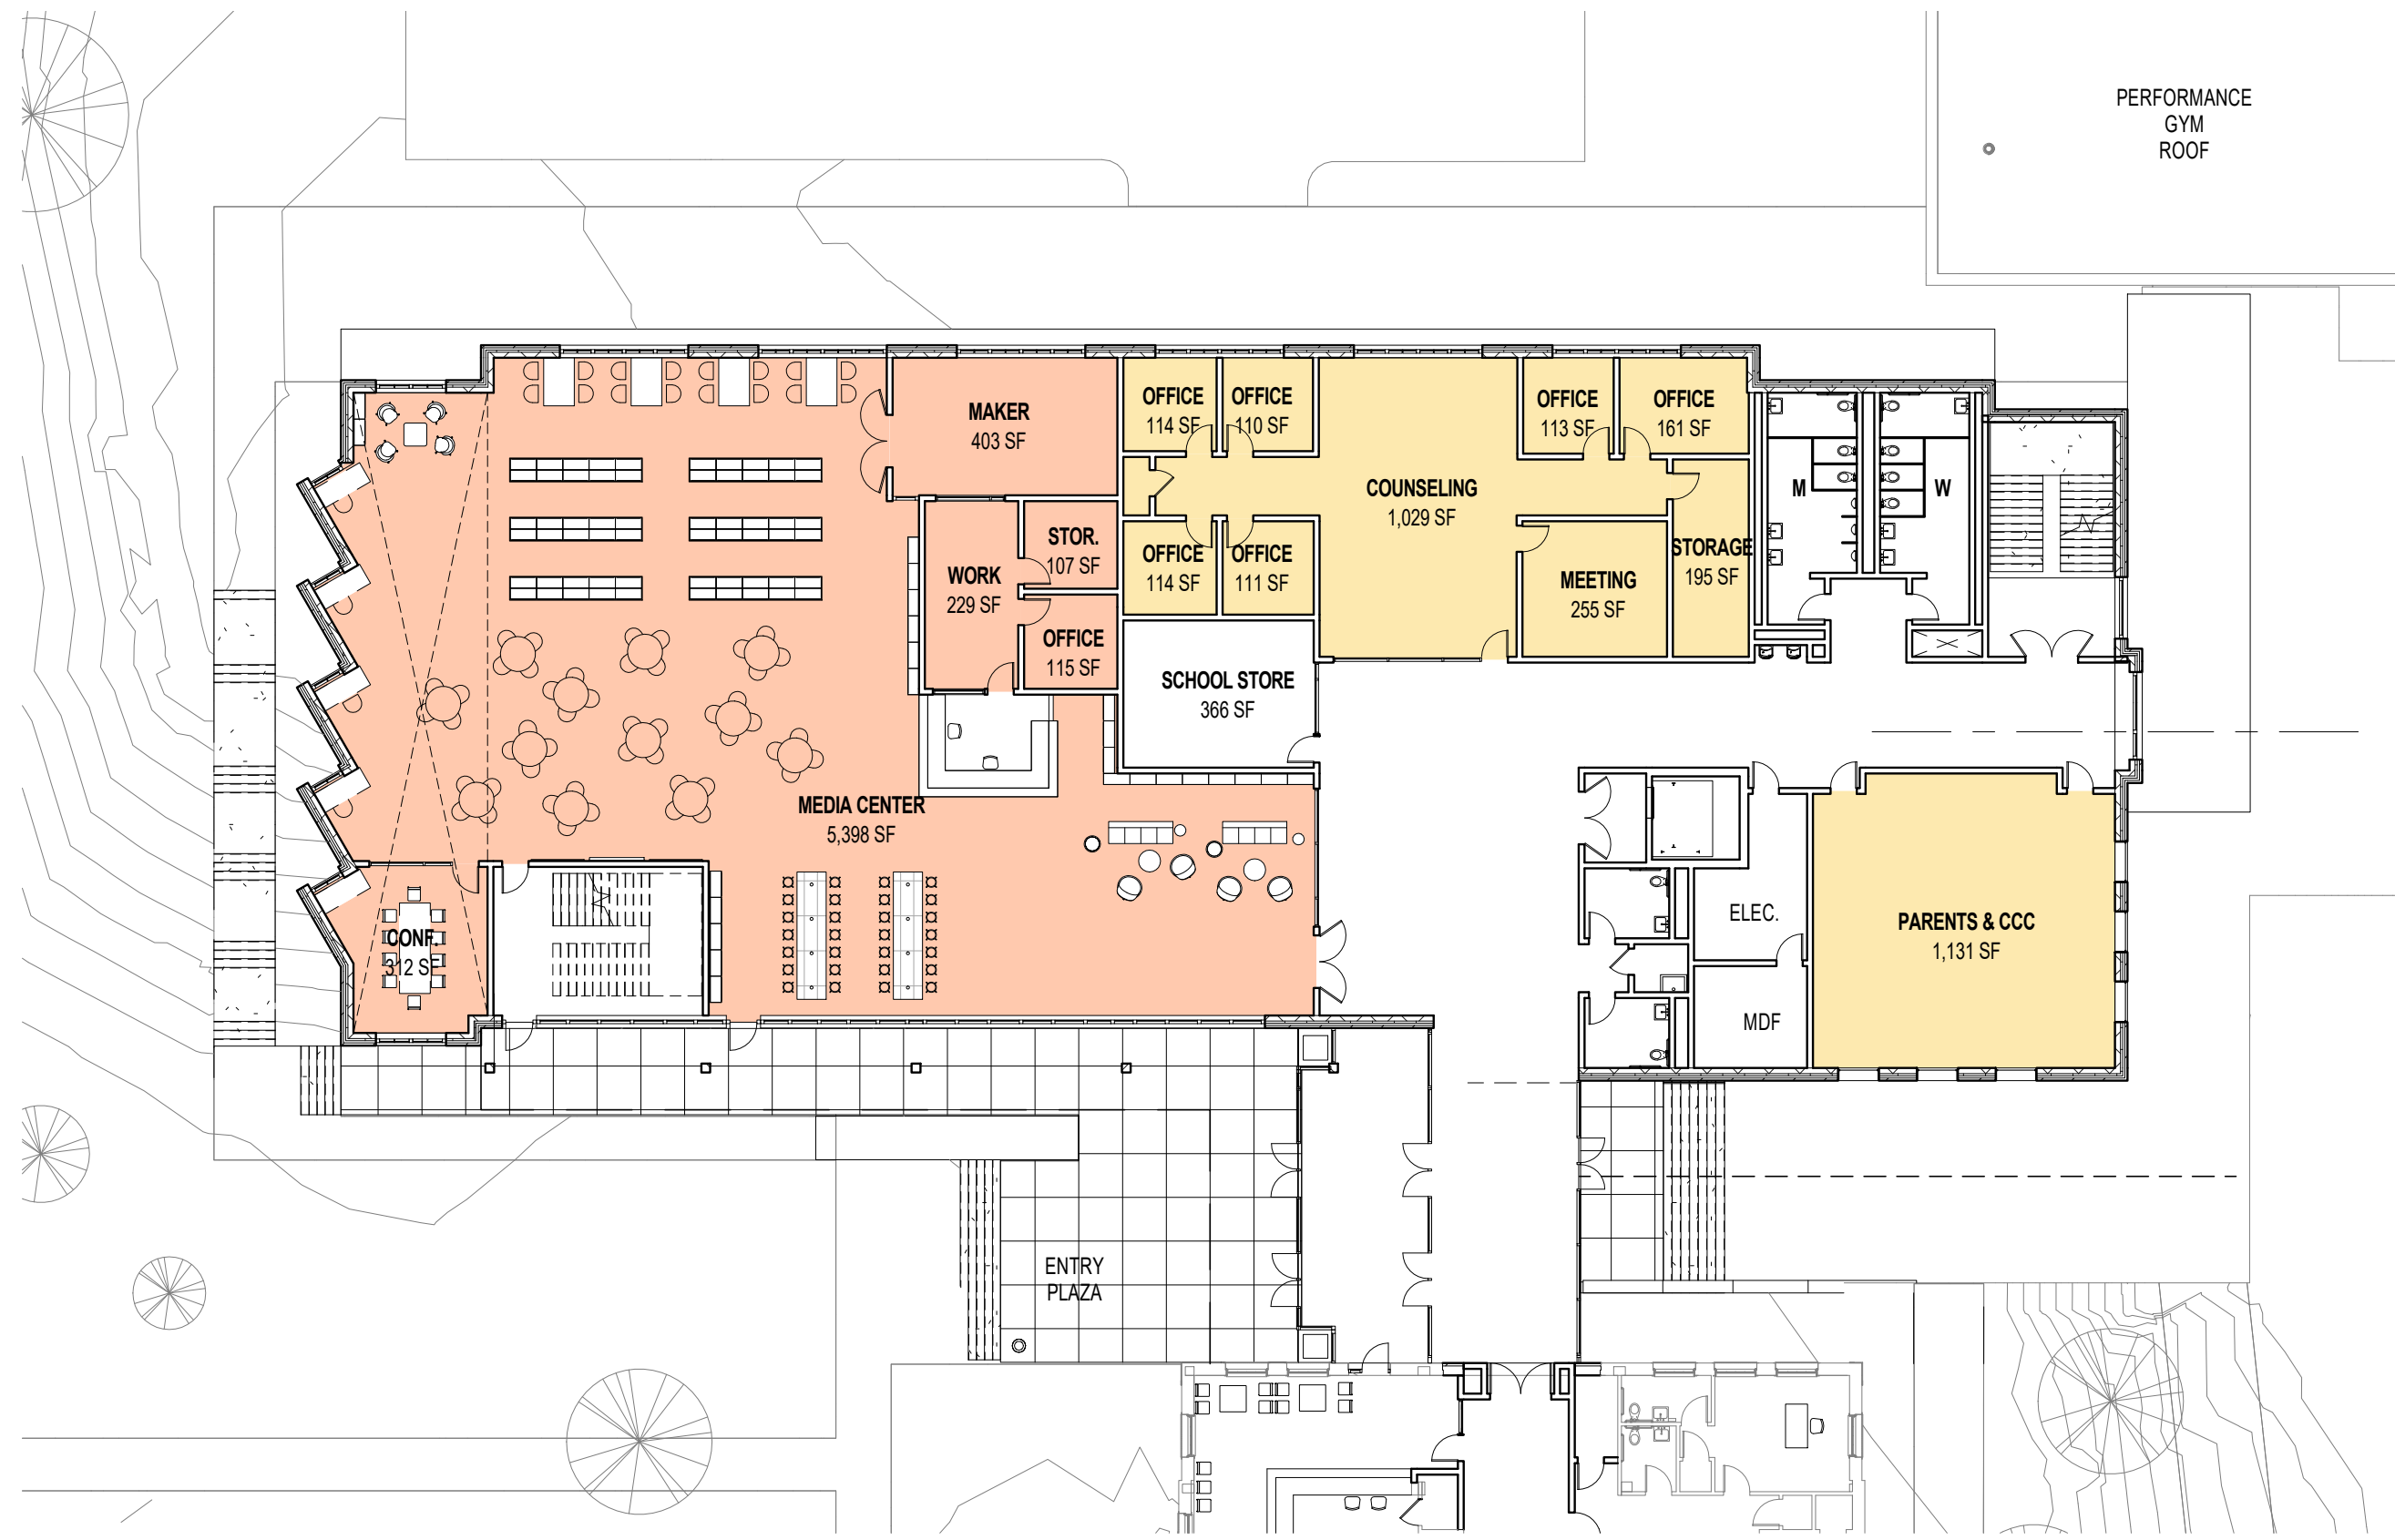 PERFORMANCE
GYM
ROOF
MAKER
403 SF
OFFICE
114 SF
OFFICE
110 SF
OFFICE
113 SF
OFFICE
161 SF
COUNSELING
1,029 SF
M
W
STOR.
107 SF
WORK
229 SF
OFFICE
115 SF
OFFICE
114 SF
OFFICE
111 SF
MEETING
255 SF
STORAGE
195 SF
SCHOOL STORE
366 SF
MEDIA CENTER
5,398 SF
CONF.
312 SF
ELEC.
MDF
PARENTS & CCC
1,131 SF
ENTRY
PLAZA